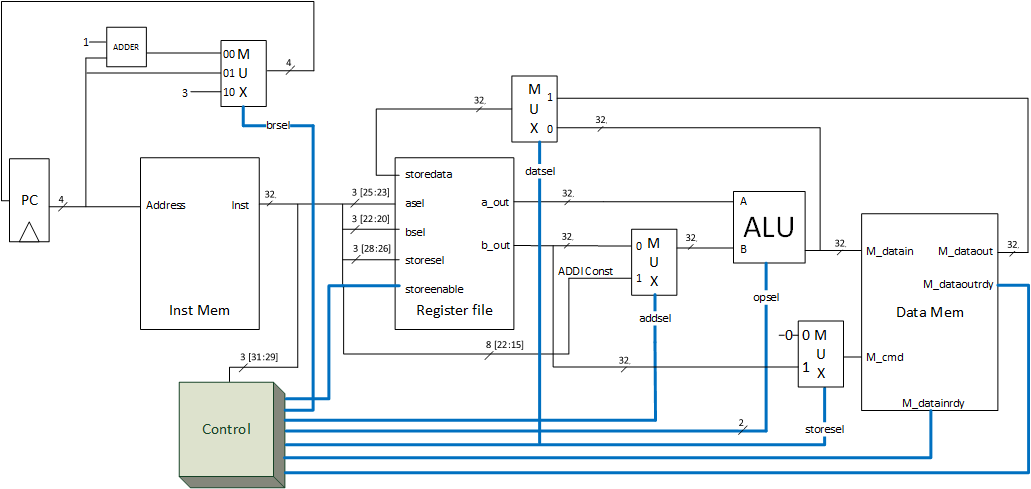 1
ADDER
00 M
01 U
3
10 X
4
brsel
PC
4
Address
Inst
Inst Mem
32
3 [25:23]
3 [22:20]
3 [28:26]
storedata
asel
bsel
storesel
storeenable
a_out
b_out
Register file
32
M
U
X
1
0
datsel
32
32
32
ADDI Const
0 M
U
1 X
addsel
32
A
B
ALU
opsel
32
M_datain
M_dataout
M_dataoutrdy
Data Mem
M_cmd
M_datainrdy
32
0
0 M
U
1 X
storesel
8 [22:15]
32
3 [31:29]
Control
2